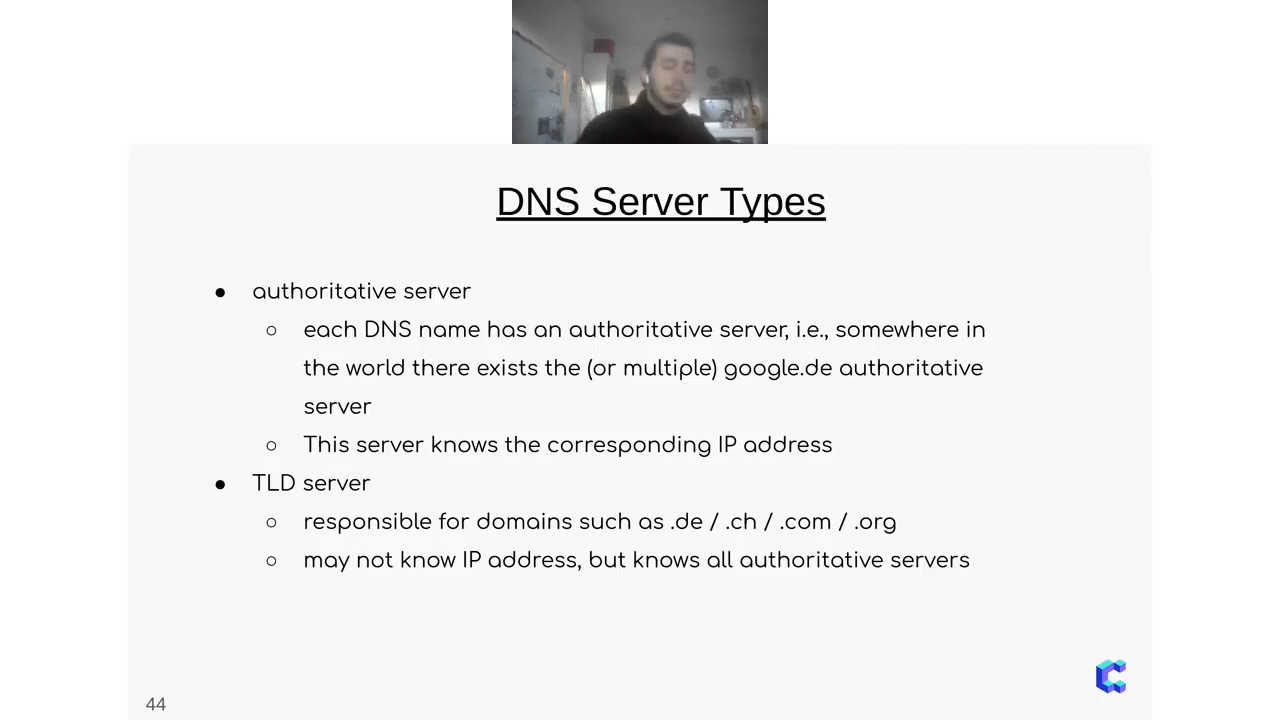 DNS Server Types
● authoritative server
○ each DNS name has an authoritative server, i.e., somewhere in
the world there exists the (or multiple) google.de authoritative
server
○ This server knows the corresponding IP address
● TLD server
○ responsible for domains such as .de / .ch / .com / .org
○ may not know IP address, but knows all authoritative servers
44